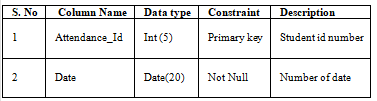 S. No Column Name Data type Constraint Description
1 Attendance_Id Int (5) Primary key Student id number
2 Date Date(20) Not Null Number of date